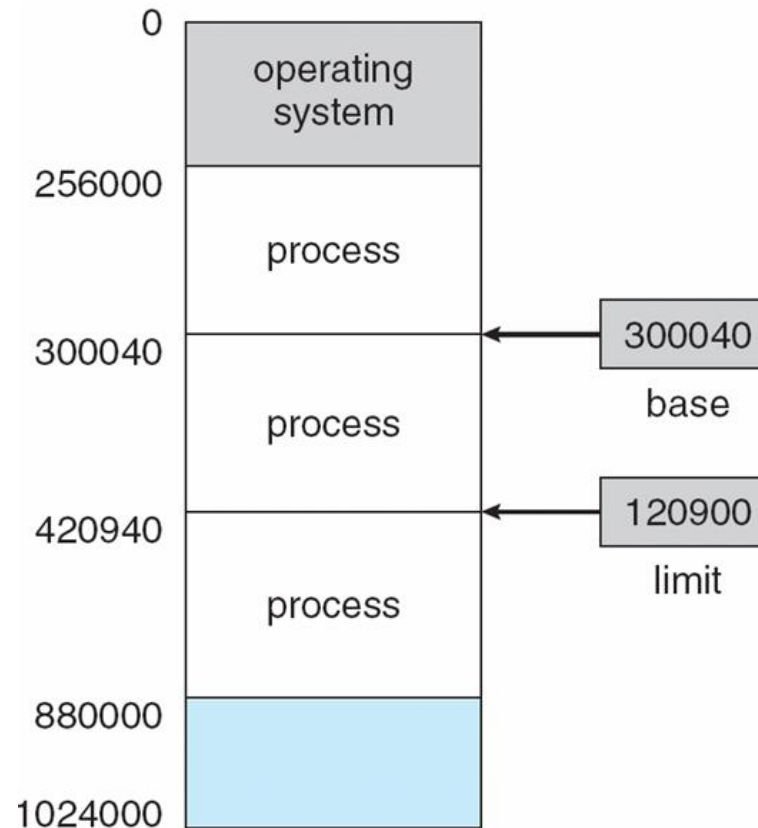 0
operating
system
256000
process
300040
300040
base
process
420940
120900
limit
process
880000
1024000